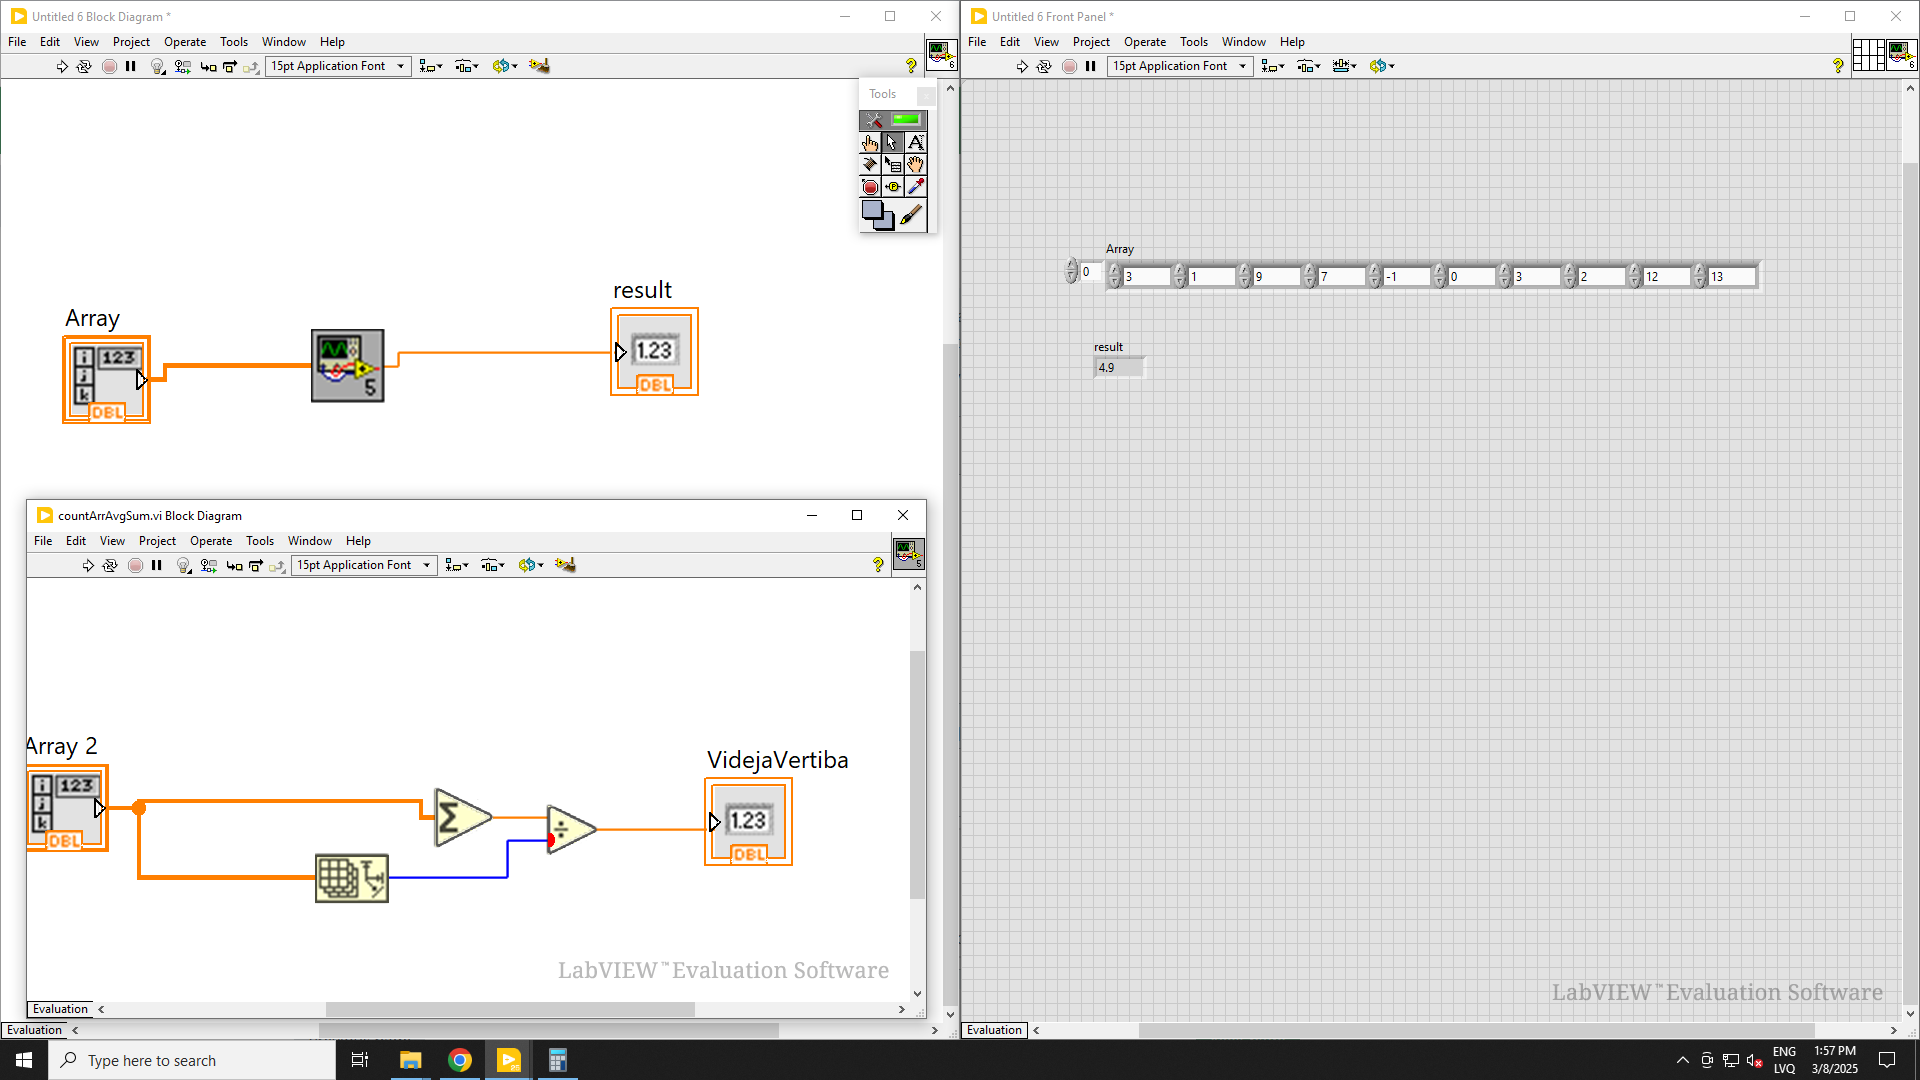 Untitled 6 Block Diagram *
File Edit View Project Operate Tools Window Help
15pt Application Font
6
Tools
Array
i
j
k
123
DBL
5
result
1.23
DBL
countArrAvgSum.vi Block Diagram
File Edit View Project Operate Tools Window Help
15pt Application Font
5
Array 2
i
j
k
123
DBL
Σ
÷
VidejaVertiba
1.23
DBL
LabVIEW™ Evaluation Software
Evaluation
Evaluation
Untitled 6 Front Panel *
File Edit View Project Operate Tools Window Help
15pt Application Font
6
Array
0 3 1 9 7 -1 0 3 2 12 13
result
4.9
LabVIEW™ Evaluation Software
Evaluation
Type here to search
ENG
LVQ
1:57 PM
3/8/2025